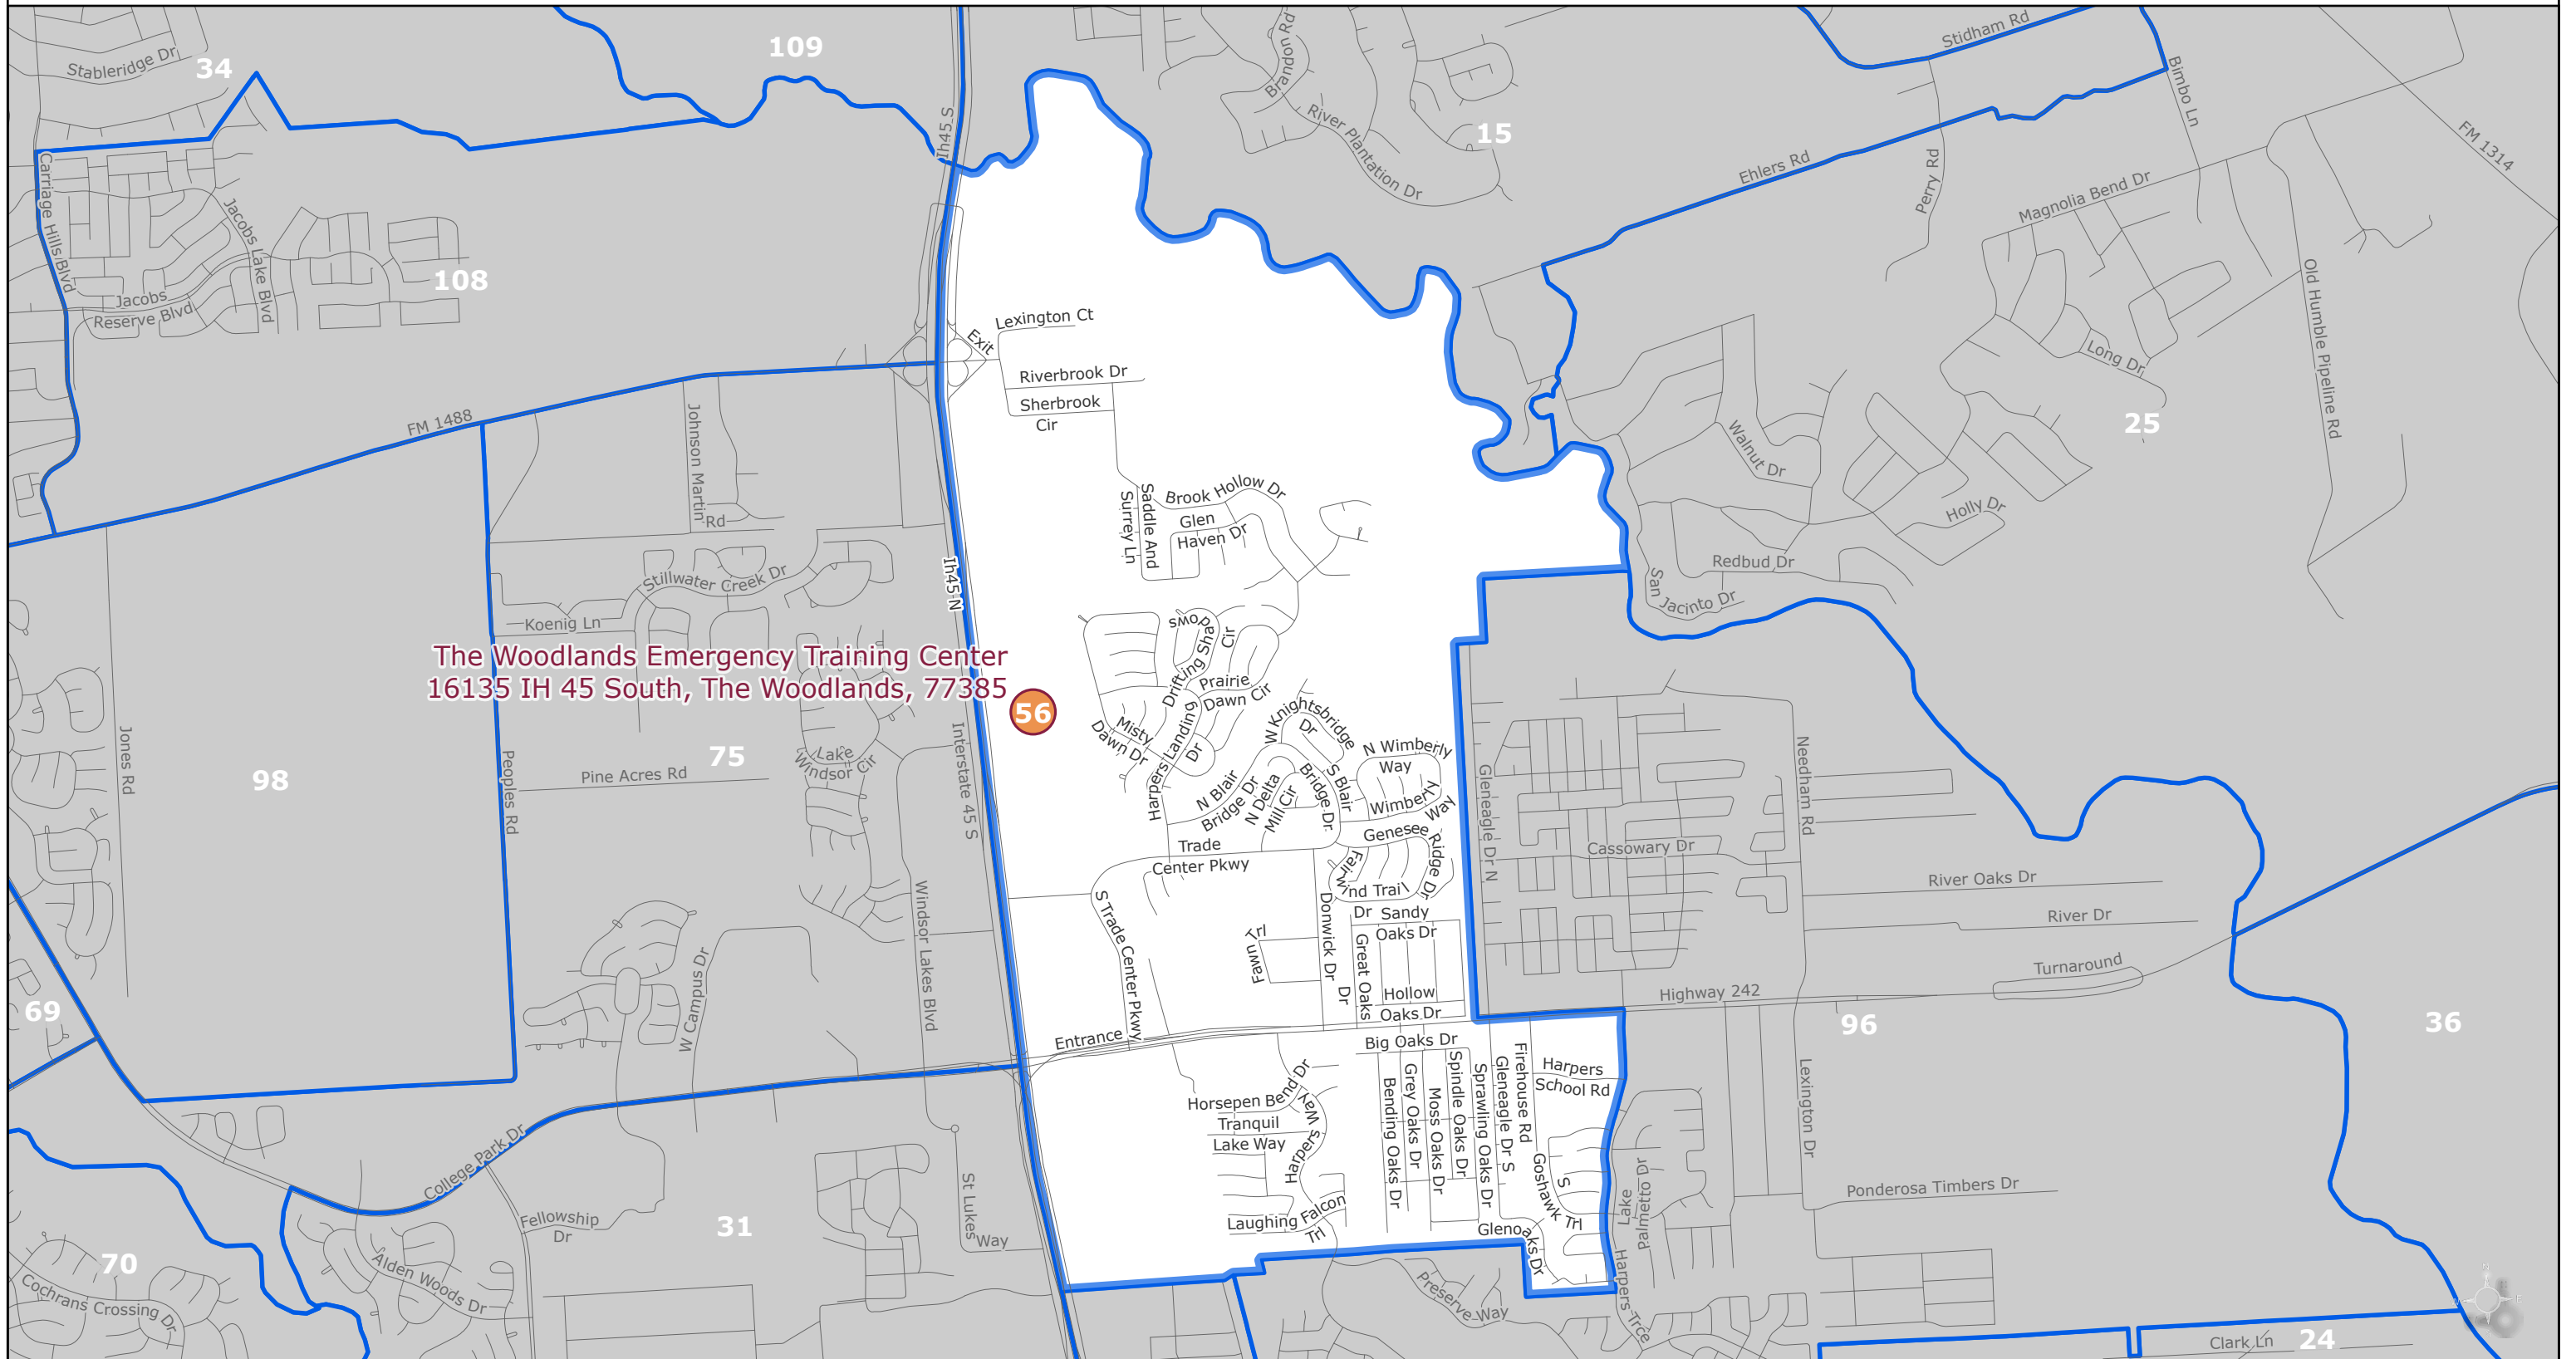 Stableridge Dr
34
109
Ih45 S
Brandon Rd
River Plantation Dr
15
Stidham Rd
Bimbo Ln
FM 1314
Ehlers Rd
Perry Rd
Magnolia Bend Dr
Old Humble Pipeline Rd
Long Dr
25
Carriage Hills Blvd
Jacobs Lake Blvd
Jacobs
Reserve Blvd
108
Exit
Lexington Ct
Riverbrook Dr
Sherbrook
Cir
FM 1488
Johnson Martin
Rd
Walnut Dr
Holly Dr
Redbud Dr
San
Jacinto Dr
Surrey Ln
Saddle And
Brook Hollow Dr
Glen
Haven Dr
Ih45 N
Stillwater Creek Dr
Koenig Ln
The Woodlands Emergency Training Center
16135 IH 45 South, The Woodlands, 77385
56
Drifting Sha
dows
Cir
Prairie
Dawn Cir
Misty
Dawn Dr
Harpers Landing
Dr
W Knightsbridge
Dr
N Wimberly
Way
Wimberly
Way
N Blair
Bridge Dr
N Delta
Mill Cir
S Blair
Bridge Dr
Genesee
Ridge Dr
Fairw
nd Trail
Dr
Trade
Center Pkwy
S Trade Center Pkwy
Jones Rd
98
Peoples Rd
75
Pine Acres Rd
Lake
Windsor Cir
Interstate 45 S
Windsor Lakes Blvd
W Campus Dr
Gleneagle Dr N
Needham Rd
Cassowary Dr
River Oaks Dr
River Dr
Turnaround
Highway 242
Sandy
Oaks Dr
Fawn Trl
Donwick Dr
Great Oaks
Dr
Hollow
Oaks Dr
Entrance
69
96
36
Big Oaks Dr
Horsepen Bend Dr
Tranquil
Lake Way
Harpers Way
Bending Oaks Dr
Grey Oaks Dr
Moss Oaks Dr
Spindle Oaks Dr
Sprawling Oaks Dr
Gleneagle Dr S
Firehouse Rd
Harpers
School Rd
S
Goshawk Trl
Lexington Dr
Lake
Palmetto Dr
Ponderosa Timbers Dr
Laughing Falcon
Trl
Glenoaks Dr
Harpers Trce
College Park Dr
Fellowship
Dr
31
St Lukes
Way
70
Cochrans Crossing Dr
Alden Woods Dr
Preserve Way
Clark Ln
24